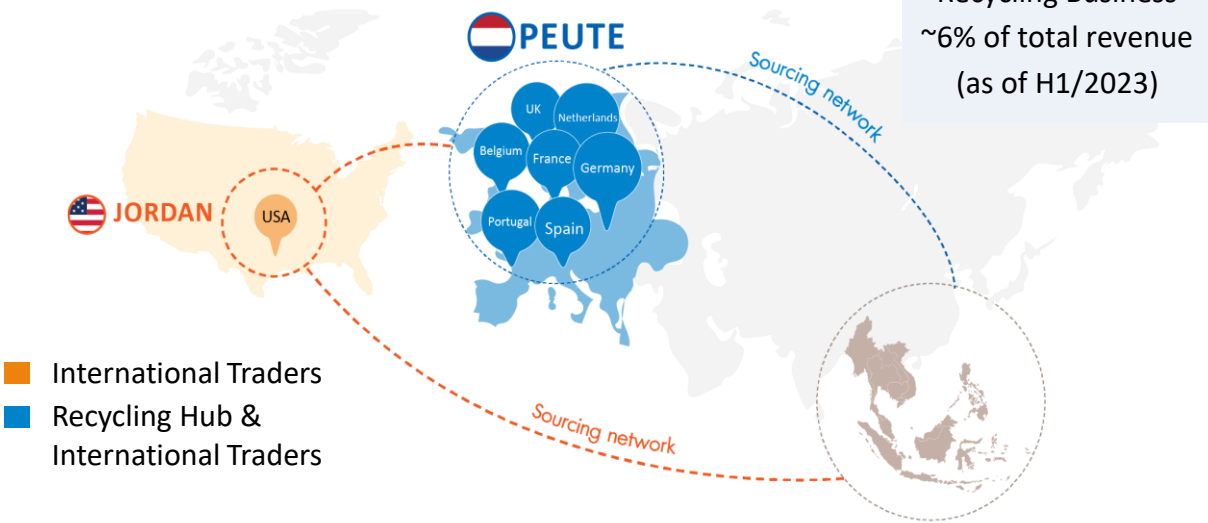 Recycling Business
~6% of total revenue
(as of H1/2023)
PEUTE
Sourcing network
UK
Netherlands
Belgium
France
Germany
JORDAN
USA
Portugal
Spain
International Traders
Recycling Hub &
International Traders
Sourcing network